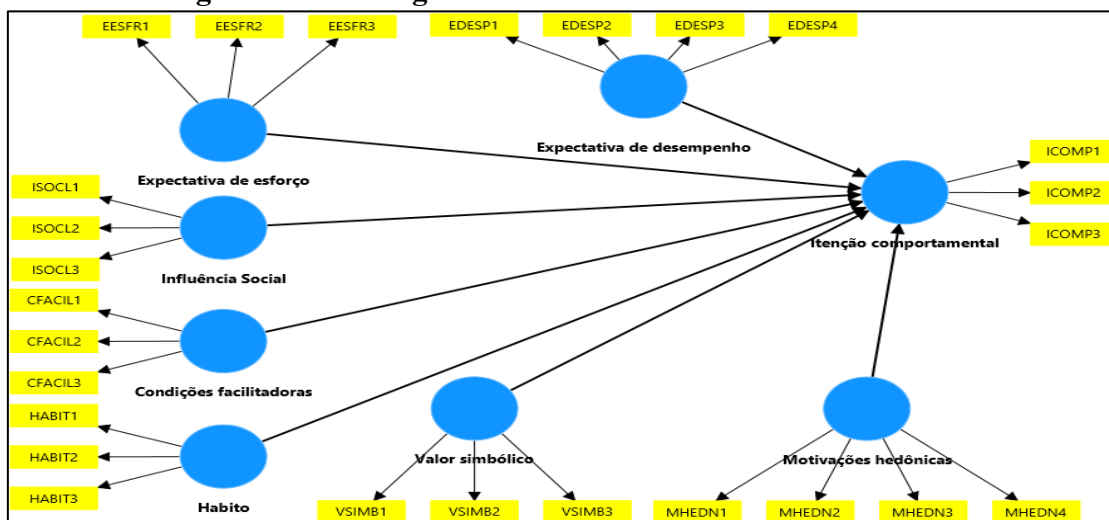 EESFR1
EESFR2
EESFR3
EDESP1
EDESP2
EDESP3
EDESP4
Expectativa de esforço
Expectativa de desempenho
ISOCL1
ISOCL2
ISOCL3
Influência Social
ICOMP1
ICOMP2
ICOMP3
Itenção comportamental
CFACIL1
CFACIL2
CFACIL3
Condições facilitadoras
HABIT1
HABIT2
HABIT3
Habito
Valor simbólico
VSIMB1
VSIMB2
VSIMB3
Motivações hedônicas
MHEDN1
MHEDN2
MHEDN3
MHEDN4